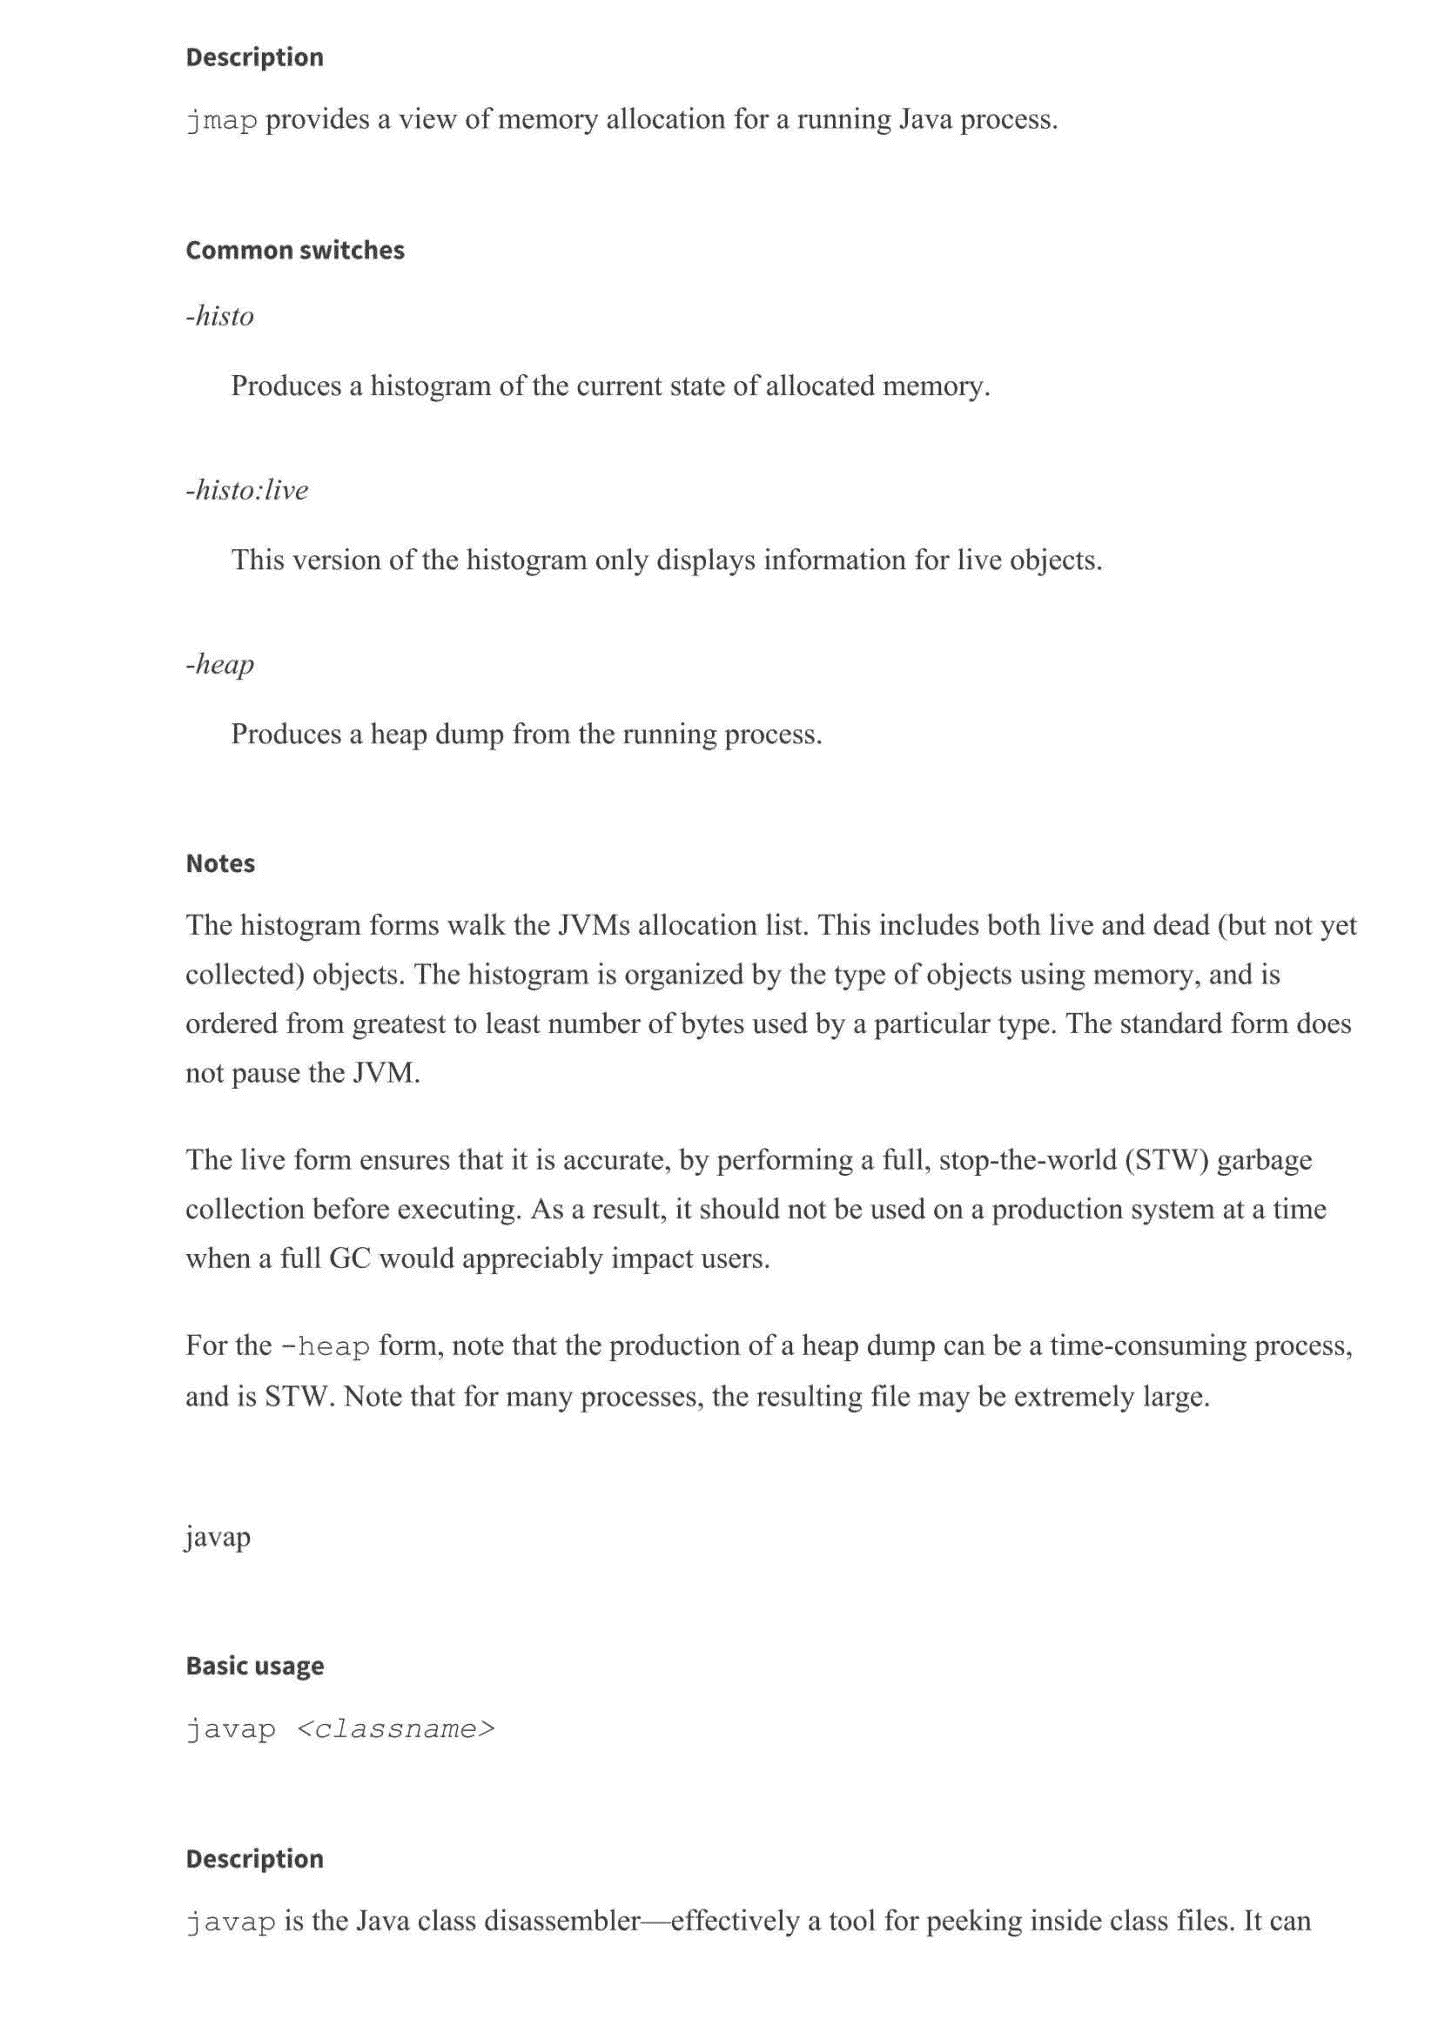 Description
jmap provides a view of memory allocation for a running Java process.
Common switches
-histo
Produces a histogram of the current state of allocated memory.
-histo:live
This version of the histogram only displays information for live objects.
-heap
Produces a heap dump from the running process.
Notes
The histogram forms walk the JVMs allocation list. This includes both live and dead (but not yet
collected) objects. The histogram is organized by the type of objects using memory, and is
ordered from greatest to least number of bytes used by a particular type. The standard form does
not pause the JVM.
The live form ensures that it is accurate, by performing a full, stop-the-world (STW) garbage
collection before executing. As a result, it should not be used on a production system at a time
when a full GC would appreciably impact users.
For the -heap form, note that the production of a heap dump can be a time-consuming process,
and is STW. Note that for many processes, the resulting file may be extremely large.
javap
Basic usage
javap <classname>
Description
javap is the Java class disassembler—effectively a tool for peeking inside class files. It can